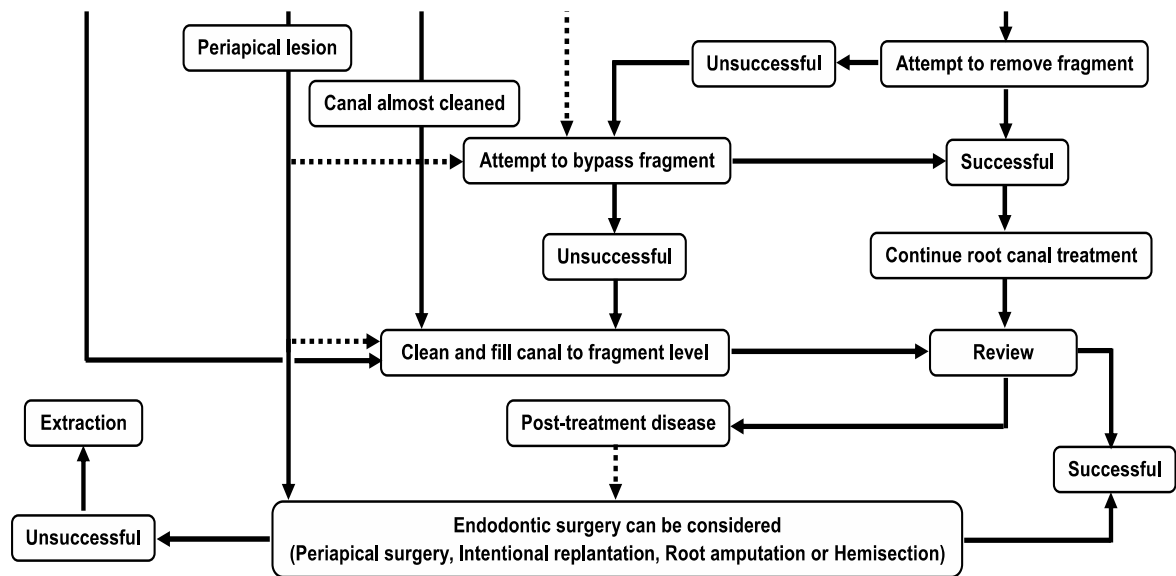 Periapical lesion
Unsuccessful
Attempt to remove fragment
Canal almost cleaned
Attempt to bypass fragment
Successful
Unsuccessful
Continue root canal treatment
Clean and fill canal to fragment level
Review
Extraction
Post-treatment disease
Successful
Unsuccessful
Endodontic surgery can be considered
(Periapical surgery, Intentional replantation, Root amputation or Hemisection)